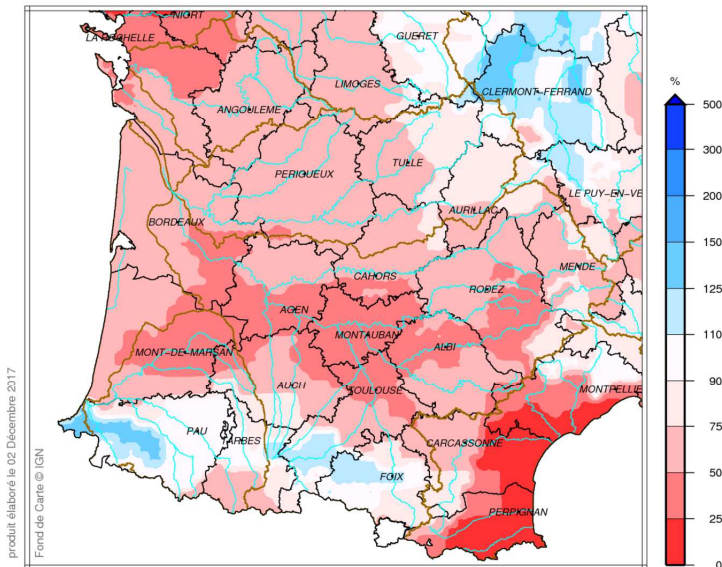 NIORT
LA ROCHELLE
GUERET
%
LIMOGES
CLERMONT-FERRAND
500
ANGOULEME
300
TULLE
PERIGUEUX
200
LE PUY-EN-VE
AURILLAC
BORDEAUX
150
MENDE
CAHORS
RODEZ
125
AGEN
MONTAUBAN
110
ALBI
MONT-DE-MARSAN
AUCH
TOULOUSE
MONTPELLIE
90
PAU
TARBES
CARCASSONNE
75
FOIX
50
PERPIGNAN
25
0
produit élaboré le 02 Décembre 2017
Fond de Carte © IGN